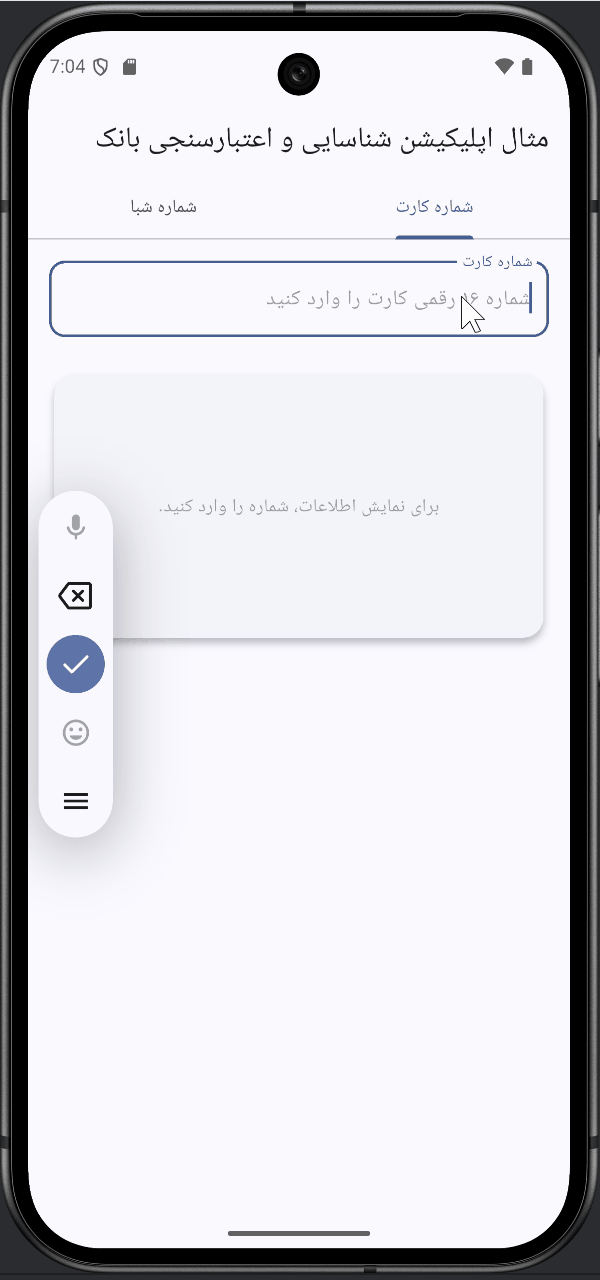 7:04
مثال اپلیکیشن شناسایی و اعتبارسنجی بانک
شماره کارت
شماره شبا
شماره کارت
شماره ۱۶ رقمی کارت را وارد کنید
برای نمایش اطلاعات، شماره را وارد کنید.